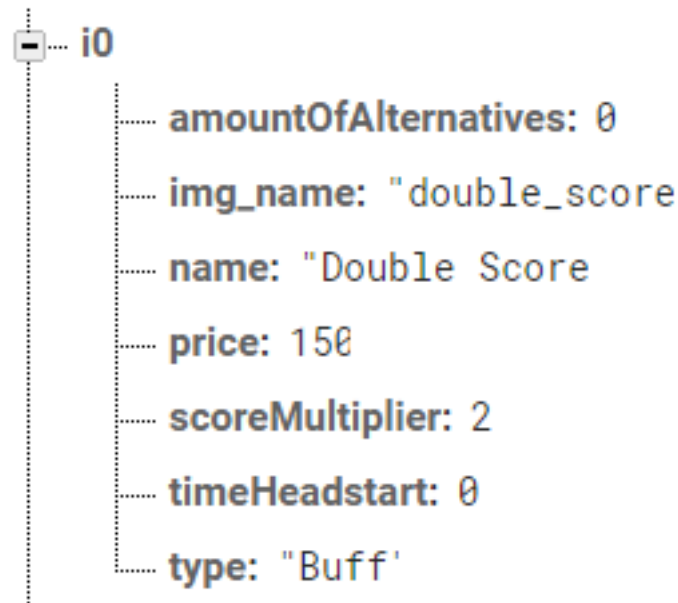 i0
amountOfAlternatives: 0
img_name: "double_score
name: "Double Score
price: 150
scoreMultiplier: 2
timeHeadstart: 0
type: "Buff'